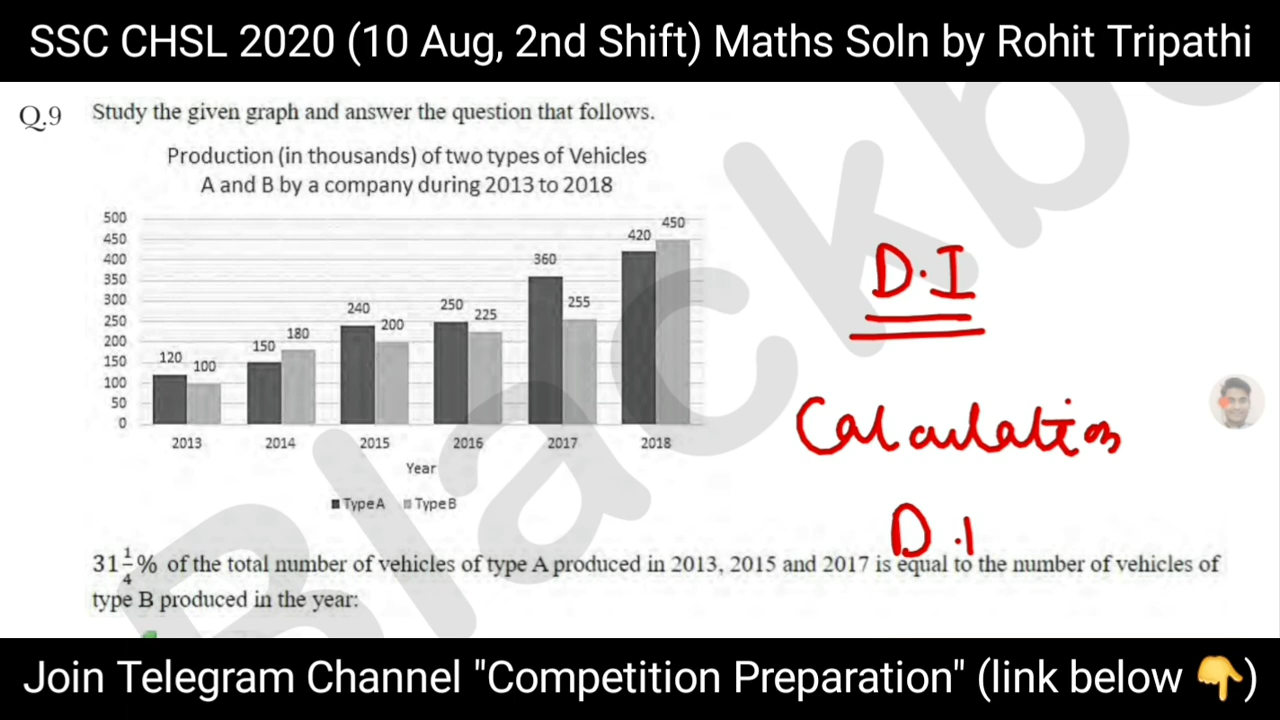 SSC CHSL 2020 (10 Aug, 2nd Shift) Maths Soln by Rohit Tripathi
Q.9 Study the given graph and answer the question that follows.
Production (in thousands) of two types of Vehicles
A and B by a company during 2013 to 2018
500
450
400
350
300
250
200
150
100
50
0
120 100
150 180
240 200
250 225
360 255
420 450
2013 2014 2015 2016 2017 2018
Year
Type A Type B
D.I
Calculation
D.I
31 1/4 % of the total number of vehicles of type A produced in 2013, 2015 and 2017 is equal to the number of vehicles of
type B produced in the year:
Join Telegram Channel "Competition Preparation" (link below 👇)